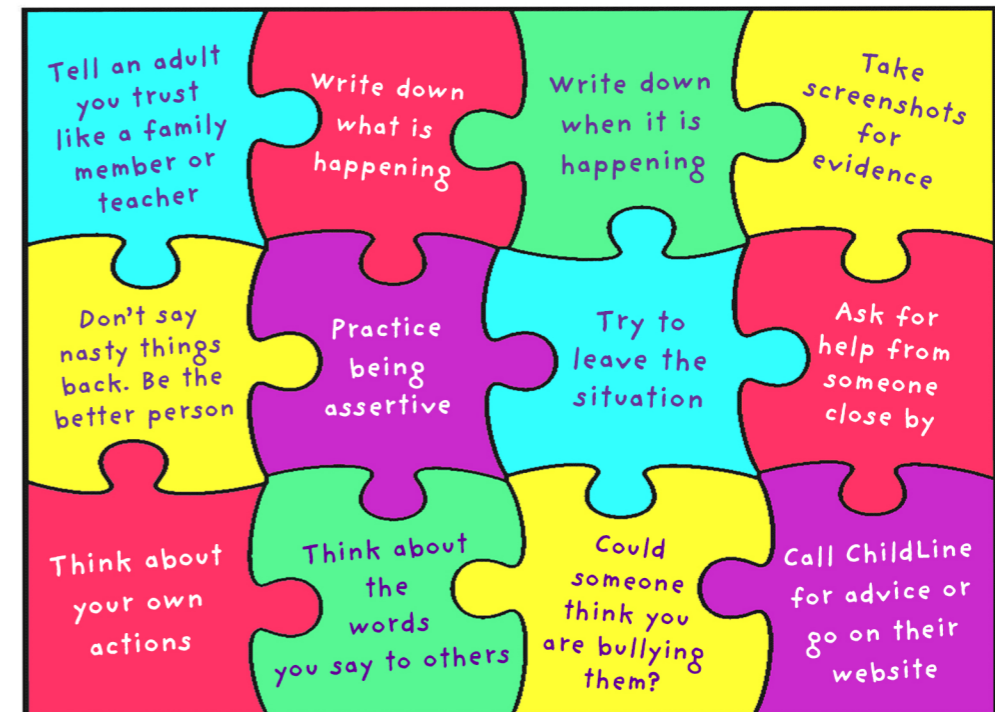 Tell an adult
you trust
like a family
member or
teacher
Write down
what is
happening
Write down
when it is
happening
Take
screenshots
for
evidence
Don't say
nasty things
back. Be the
better person
Practice
being
assertive
Try to
leave the
situation
Ask for
help from
someone
close by
Think about
your own
actions
Think about
the
words
you say to others
Could
someone
think you
are bullying
them?
Call ChildLine
for advice or
go on their
website